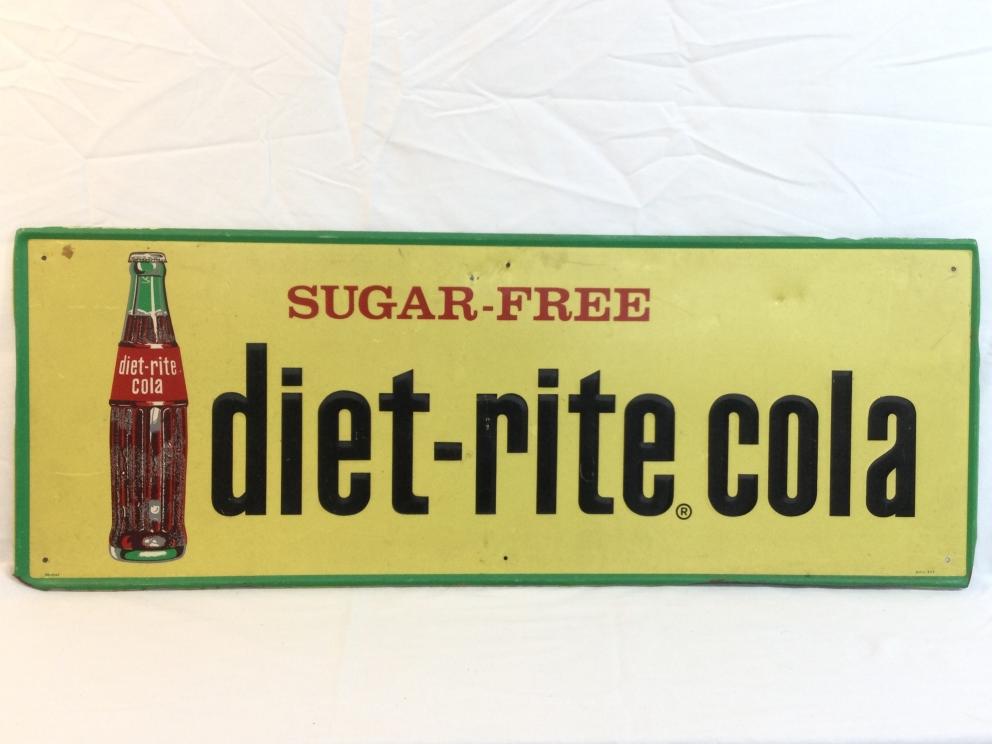 SUGAR-FREE
diet-rite cola®
diet-rite
cola